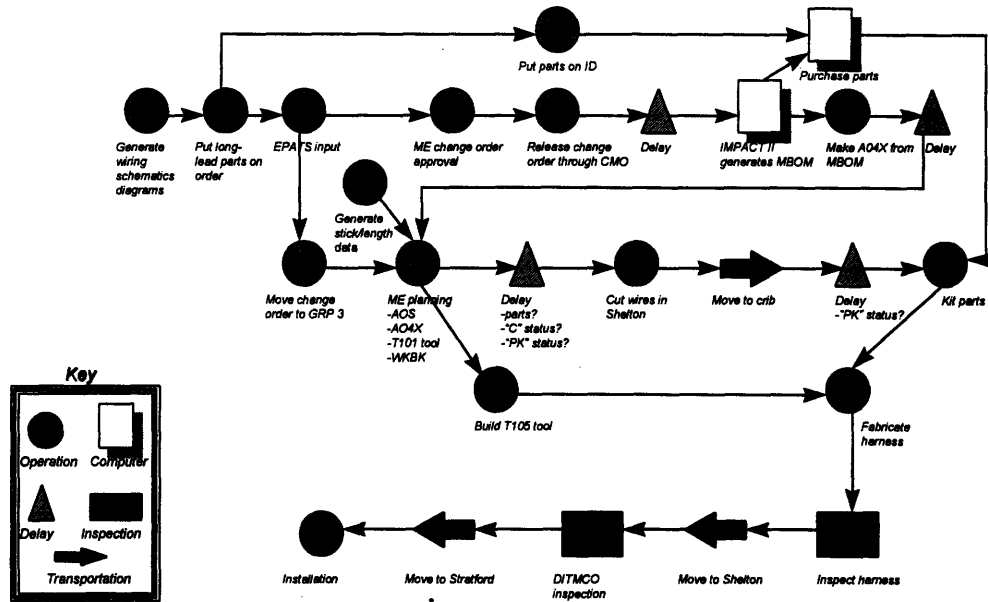 Put parts on ID
Purchase parts
Generate
wiring
schematics
diagrams
Put long-
lead parts on
order
EPATS input
ME change order
approval
Release change
order through CMO
Delay
IMPACT II
generates MBOM
Make A04X from
MBOM
Delay
Generate
stick/length
data
Move change
order to GRP 3
ME planning
-AOS
-AO4X
-T101 tool
-WKBK
Delay
-parts?
-"C" status?
-"PK" status?
Cut wires in
Shelton
Move to crib
Delay
-"PK" status?
Kit parts
Build T105 tool
Fabricate
harness
Key
Operation
Computer
Delay
Inspection
Transportation
Installation
Move to Stratford
DITMCO
inspection
Move to Shelton
Inspect harness